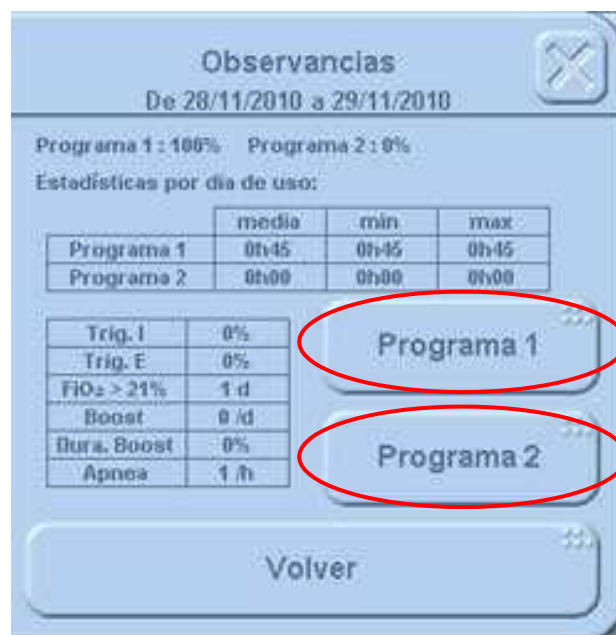 Observancias
De 28/11/2010 a 29/11/2010
Programa 1 : 100% Programa 2 : 0%
Estadísticas por dia de uso:
media min max
Programa 1 0h45 0h45 0h45
Programa 2 0h00 0h00 0h00
Trig. I 0%
Trig. E 0%
FiO₂ > 21% 1 d
Boost 0 /d
Dura. Boost 0%
Apnea 1 /h
Programa 1
Programa 2
Volver